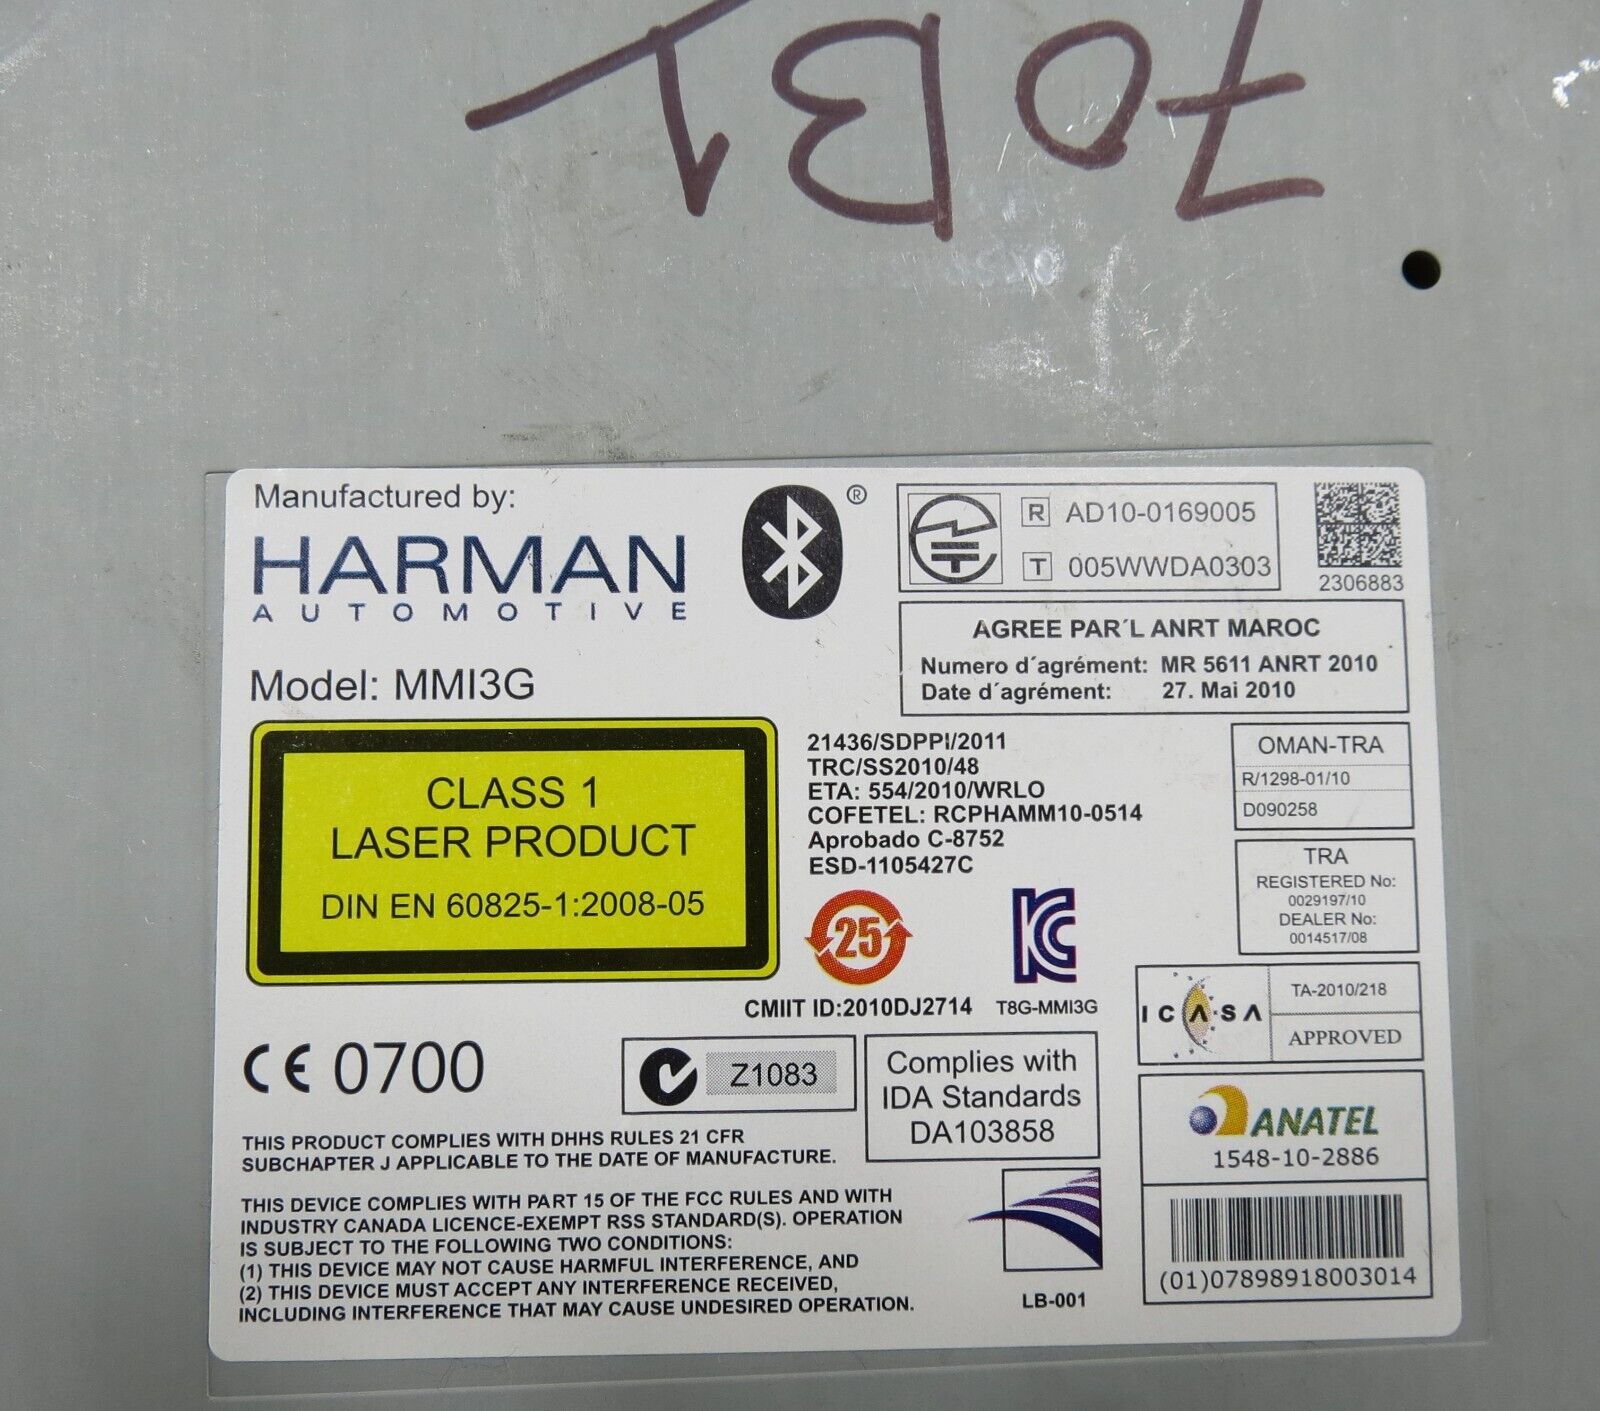 70B1
Manufactured by:
HARMAN
AUTOMOTIVE
Model: MMI3G
CLASS 1
LASER PRODUCT
DIN EN 60825-1:2008-05
®
R AD10-0169005
T 005WWDA0303
2306883
AGREE PAR´L ANRT MAROC
Numero d´agrément: MR 5611 ANRT 2010
Date d´agrément: 27. Mai 2010
21436/SDPPI/2011
TRC/SS2010/48
ETA: 554/2010/WRLO
COFETEL: RCPHAMM10-0514
Aprobado C-8752
ESD-1105427C
OMAN-TRA
R/1298-01/10
D090258
TRA
REGISTERED No:
0029197/10
DEALER No:
0014517/08
25
KC
CMIIT ID:2010DJ2714
T8G-MMI3G
ICASA
TA-2010/218
APPROVED
CE 0700
Z1083
Complies with
IDA Standards
DA103858
ANATEL
1548-10-2886
(01)07898918003014
THIS PRODUCT COMPLIES WITH DHHS RULES 21 CFR
SUBCHAPTER J APPLICABLE TO THE DATE OF MANUFACTURE.
THIS DEVICE COMPLIES WITH PART 15 OF THE FCC RULES AND WITH
INDUSTRY CANADA LICENCE-EXEMPT RSS STANDARD(S). OPERATION
IS SUBJECT TO THE FOLLOWING TWO CONDITIONS:
(1) THIS DEVICE MAY NOT CAUSE HARMFUL INTERFERENCE, AND
(2) THIS DEVICE MUST ACCEPT ANY INTERFERENCE RECEIVED,
INCLUDING INTERFERENCE THAT MAY CAUSE UNDESIRED OPERATION.
LB-001